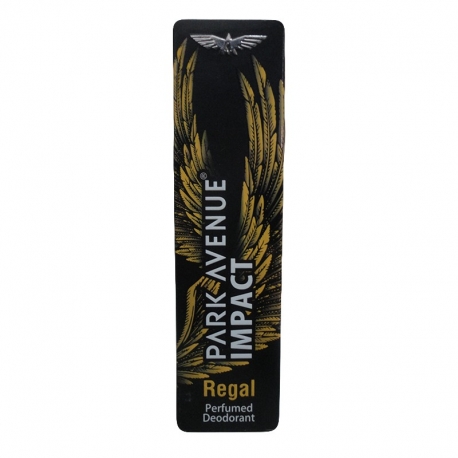 PARK AVENUE®
IMPACT
Regal
Perfumed
Deodorant